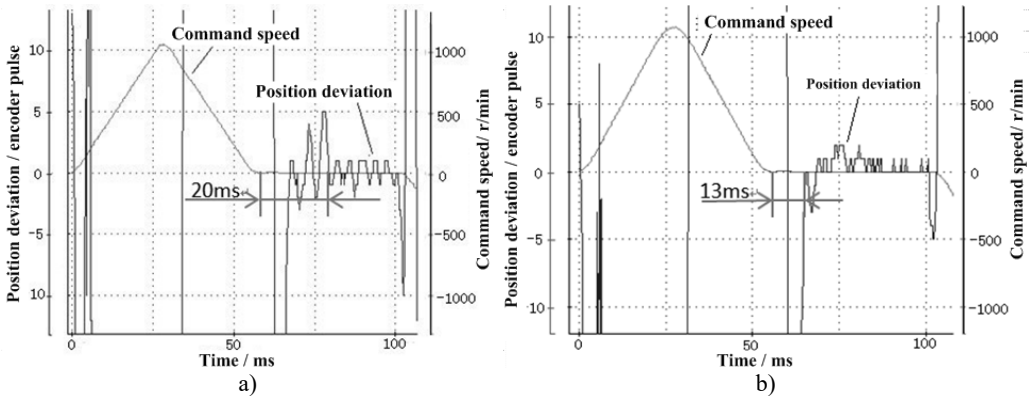 Position deviation / encoder pulse
10
5
0
−5
10
Command speed
Position deviation
20ms
1000
500
0
−500
−1000
Command speed/ r/min
0
50
100
Time / ms
a)
Position deviation / encoder pulse
10
5
0
−5
10
Command speed
Position deviation
13ms
1000
500
0
−500
−1000
Command speed/ r/min
0
50
100
Time / ms
b)